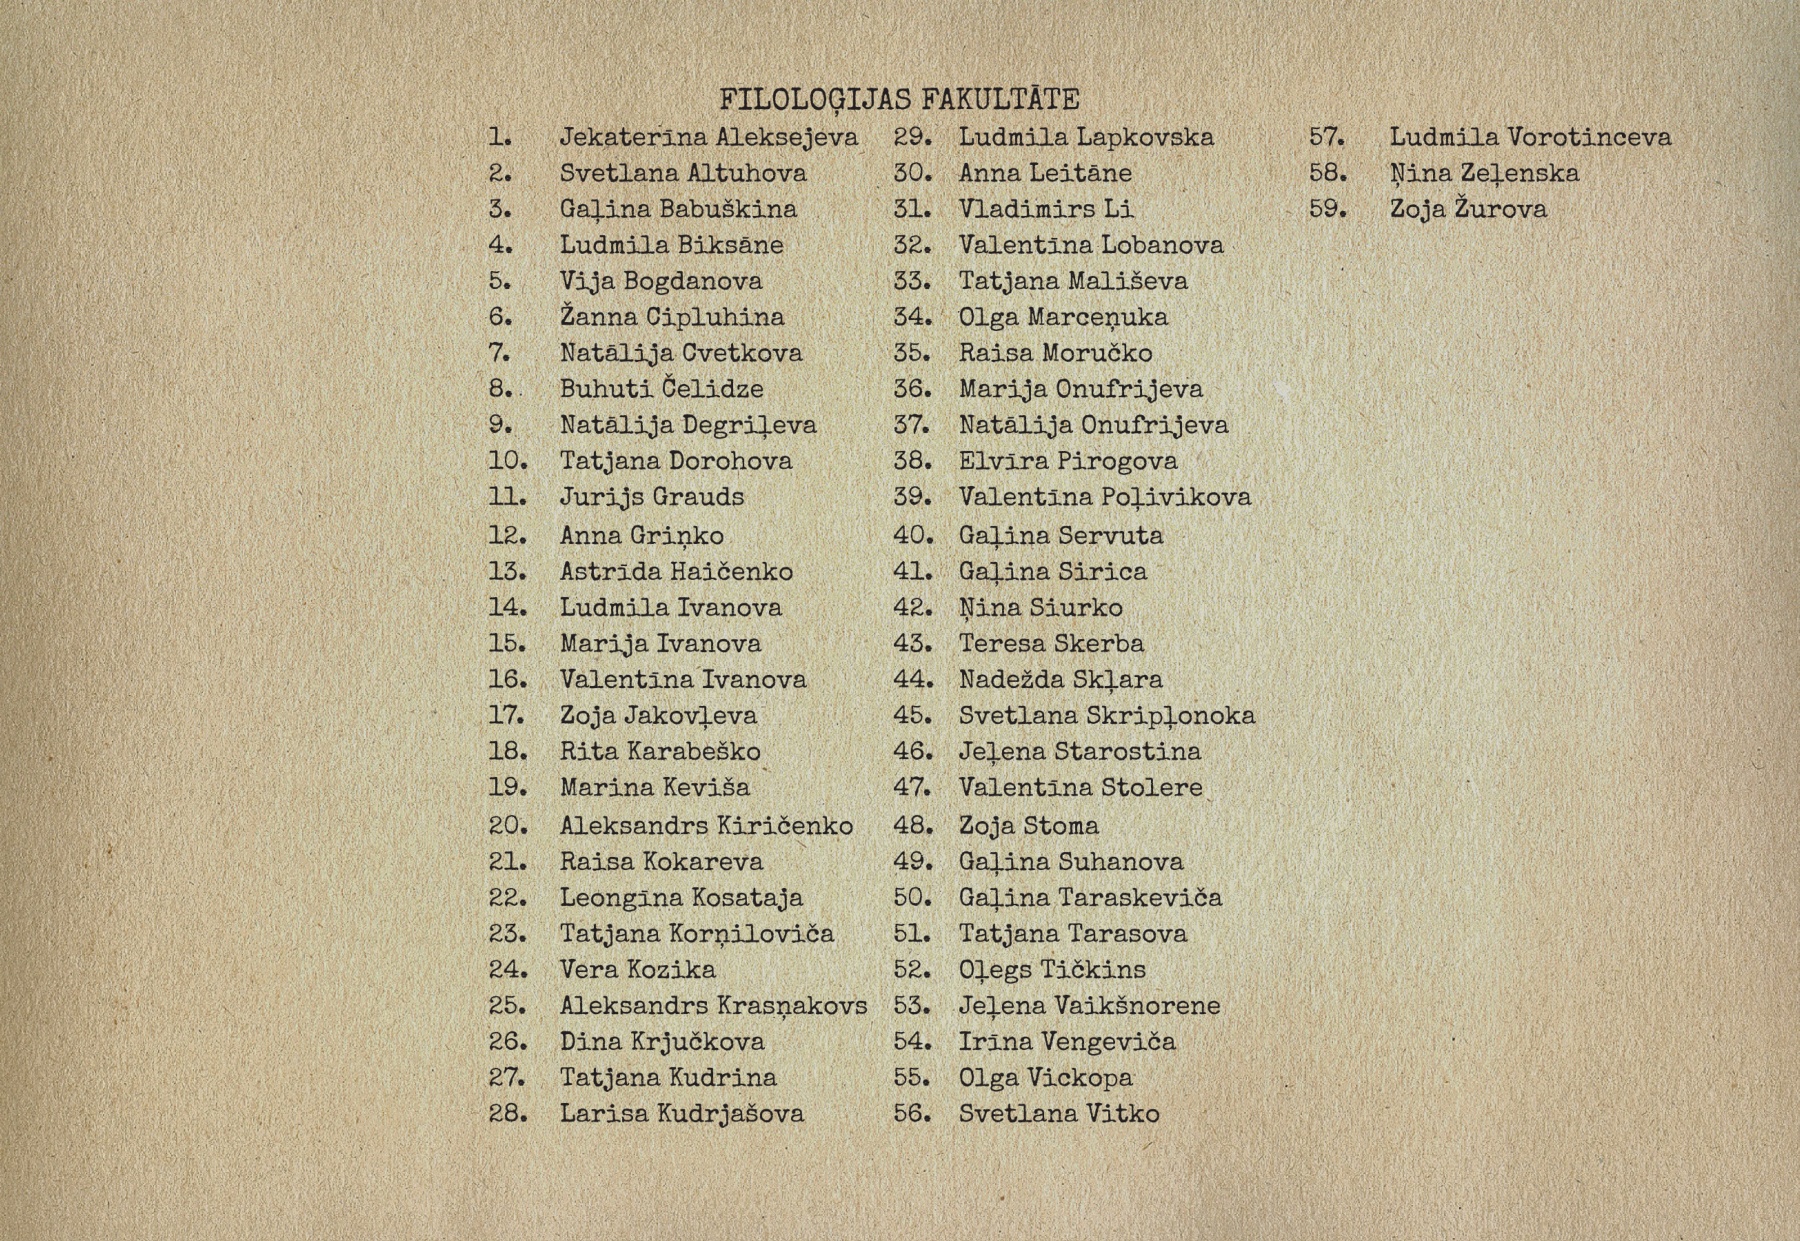 FILOLOĢIJAS FAKULTĀTE
1. Jekaterīna Aleksejeva
2. Svetlana Altuhova
3. Gaļina Babuškina
4. Ludmila Biksāne
5. Vija Bogdanova
6. Žanna Cipluhina
7. Natālija Cvetkova
8. Buhuti Čelidze
9. Natālija Degriļeva
10. Tatjana Dorohova
11. Jurijs Grauds
12. Anna Griņko
13. Astrīda Haičenko
14. Ludmila Ivanova
15. Marija Ivanova
16. Valentīna Ivanova
17. Zoja Jakovļeva
18. Rita Karabeško
19. Marina Keviša
20. Aleksandrs Kiričenko
21. Raisa Kokareva
22. Leongīna Kosataja
23. Tatjana Korņiloviča
24. Vera Kozika
25. Aleksandrs Krasņakovs
26. Dina Krjučkova
27. Tatjana Kudrina
28. Larisa Kudrjašova
29. Ludmila Lapkovska
30. Anna Leitāne
31. Vladimirs Li
32. Valentīna Lobanova
33. Tatjana Mališeva
34. Olga Marceņuka
35. Raisa Moručko
36. Marija Onufrijeva
37. Natālija Onufrijeva
38. Elvīra Pirogova
39. Valentīna Poļivikova
40. Gaļina Servuta
41. Gaļina Sirica
42. Ņina Siurko
43. Teresa Skerba
44. Nadežda Skļara
45. Svetlana Skripļonoka
46. Jeļena Starostina
47. Valentīna Stolere
48. Zoja Stoma
49. Gaļina Suhanova
50. Gaļina Taraskeviča
51. Tatjana Tarasova
52. Oļegs Tičkins
53. Jeļena Vaikšnorene
54. Irīna Vengeviča
55. Olga Vickopa
56. Svetlana Vitko
57. Ludmila Vorotinceva
58. Ņina Zeļenska
59. Zoja Žurova